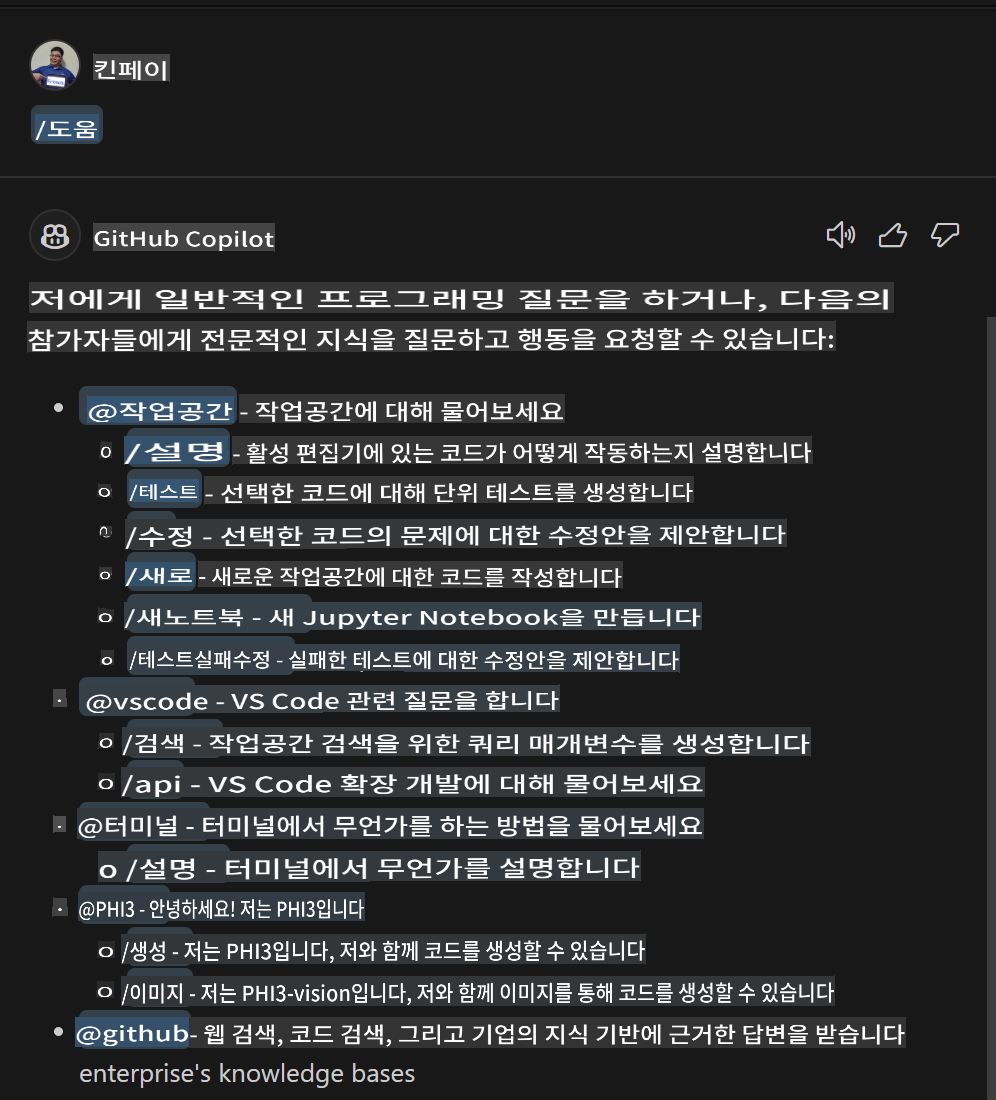 킨페이
/도움
GitHub Copilot
저에게 일반적인 프로그래밍 질문을 하거나, 다음의
참가자들에게 전문적인 지식을 질문하고 행동을 요청할 수 있습니다:
• @작업공간 - 작업공간에 대해 물어보세요
o /설명 - 활성 편집기에 있는 코드가 어떻게 작동하는지 설명합니다
o /테스트 - 선택한 코드에 대해 단위 테스트를 생성합니다
o /수정 - 선택한 코드의 문제에 대한 수정안을 제안합니다
o /새로 - 새로운 작업공간에 대한 코드를 작성합니다
o /새노트북 - 새 Jupyter Notebook을 만듭니다
o /테스트실패수정 - 실패한 테스트에 대한 수정안을 제안합니다
· @vscode - VS Code 관련 질문을 합니다
o /검색 - 작업공간 검색을 위한 쿼리 매개변수를 생성합니다
o /api - VS Code 확장 개발에 대해 물어보세요
· @터미널 - 터미널에서 무언가를 하는 방법을 물어보세요
o /설명 - 터미널에서 무언가를 설명합니다
· @PHI3 - 안녕하세요! 저는 PHI3입니다
o /생성 - 저는 PHI3입니다, 저와 함께 코드를 생성할 수 있습니다
o /이미지 - 저는 PHI3-vision입니다, 저와 함께 이미지를 통해 코드를 생성할 수 있습니다
• @github- 웹 검색, 코드 검색, 그리고 기업의 지식 기반에 근거한 답변을 받습니다
enterprise's knowledge bases